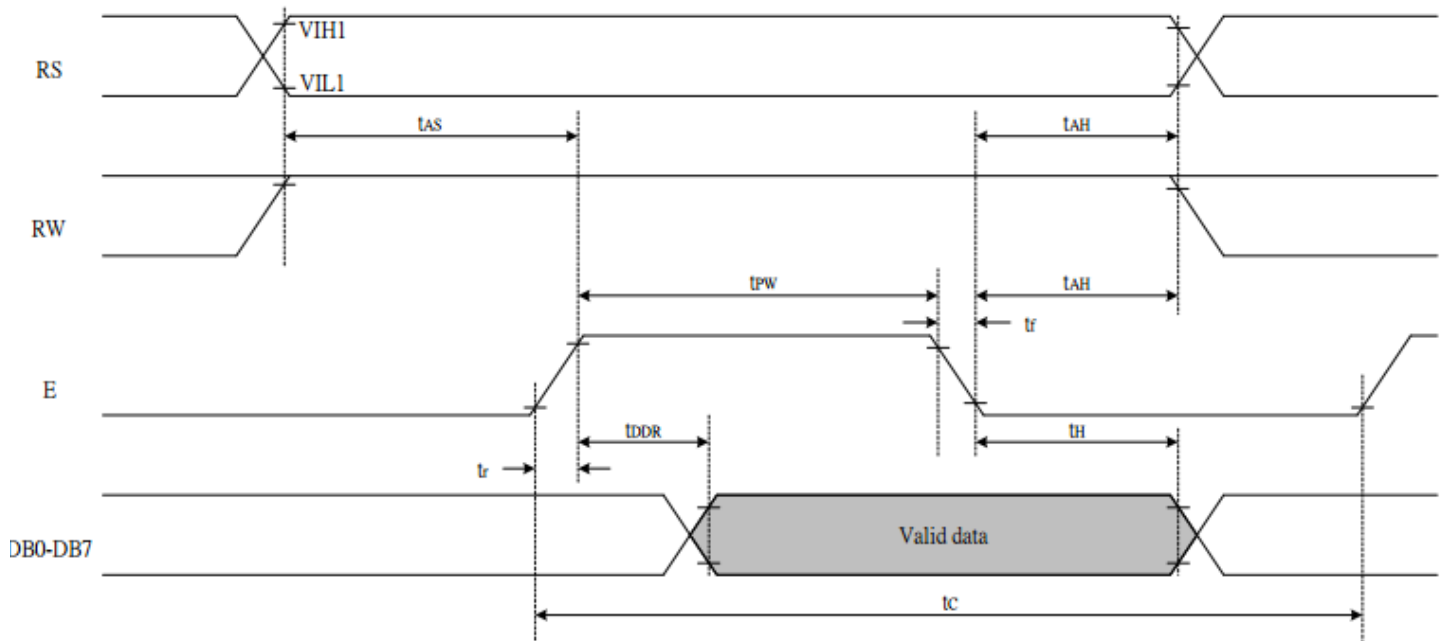 VIH1
RS
VIL1
tAS
tAH
RW
tPW
tAH
tf
E
tDDR
tH
tr
Valid data
DB0-DB7
tC